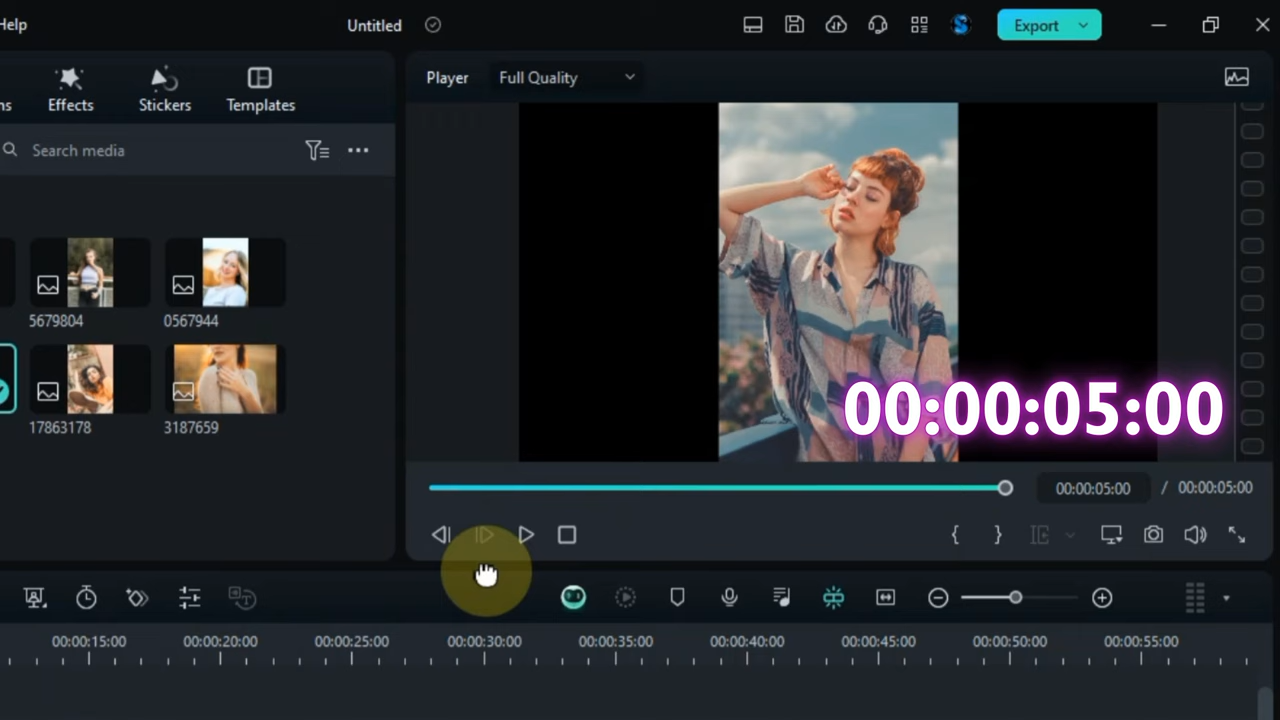 Help
Untitled
Export
ns
Effects
Stickers
Templates
Player
Full Quality
Search media
5679804
0567944
17863178
3187659
00:00:05:00
00:00:05:00 / 00:00:05:00
00:00:15:00 00:00:20:00 00:00:25:00 00:00:30:00 00:00:35:00 00:00:40:00 00:00:45:00 00:00:50:00 00:00:55:00